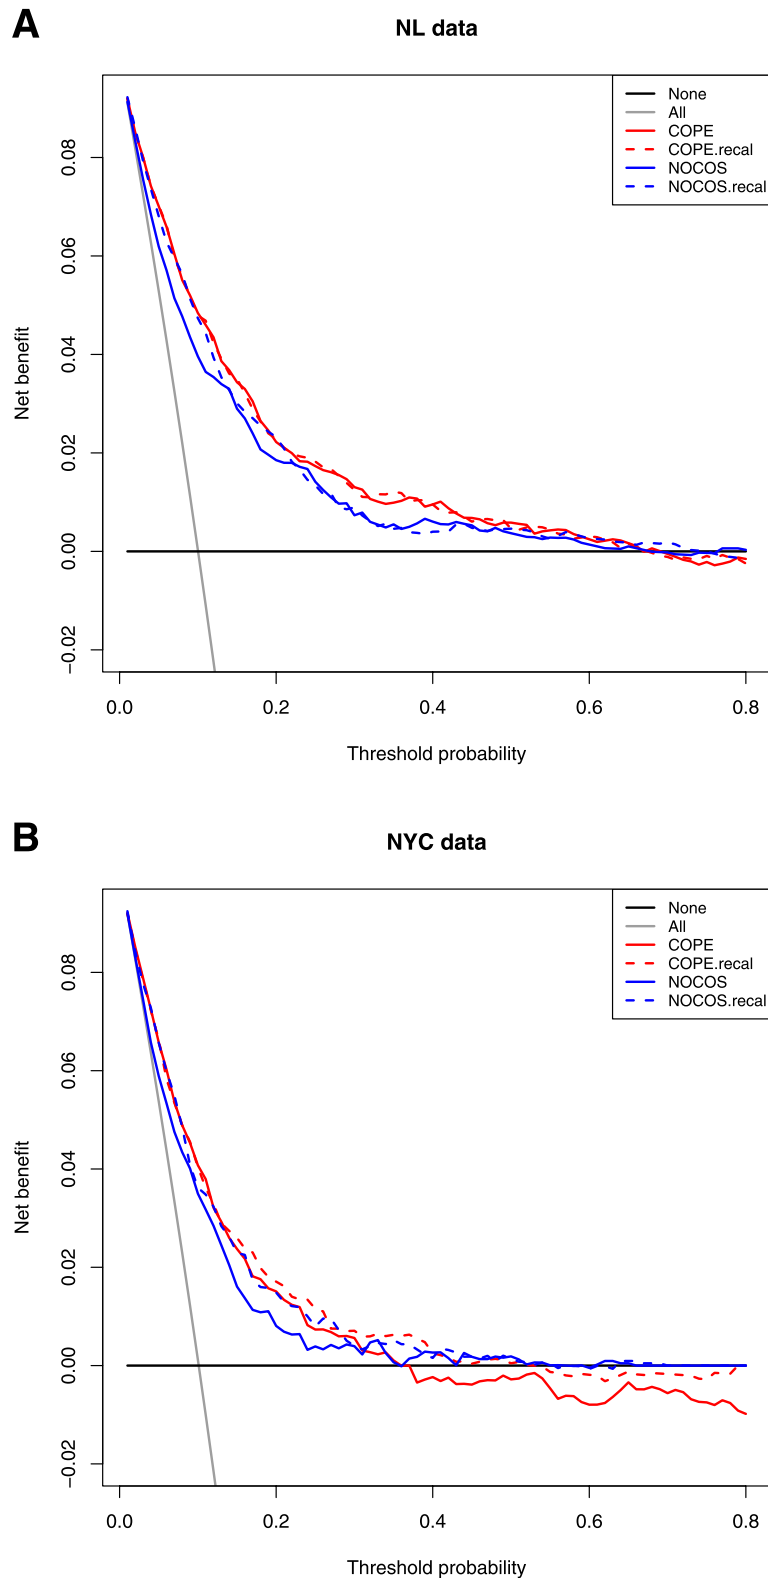 A
NL data
None
All
COPE
COPE.recal
NOCOS
NOCOS.recal
Net benefit
0.08
0.06
0.04
0.02
0.00
−0.02
0.0 0.2 0.4 0.6 0.8
Threshold probability
B
NYC data
None
All
COPE
COPE.recal
NOCOS
NOCOS.recal
Net benefit
0.08
0.06
0.04
0.02
0.00
−0.02
0.0 0.2 0.4 0.6 0.8
Threshold probability